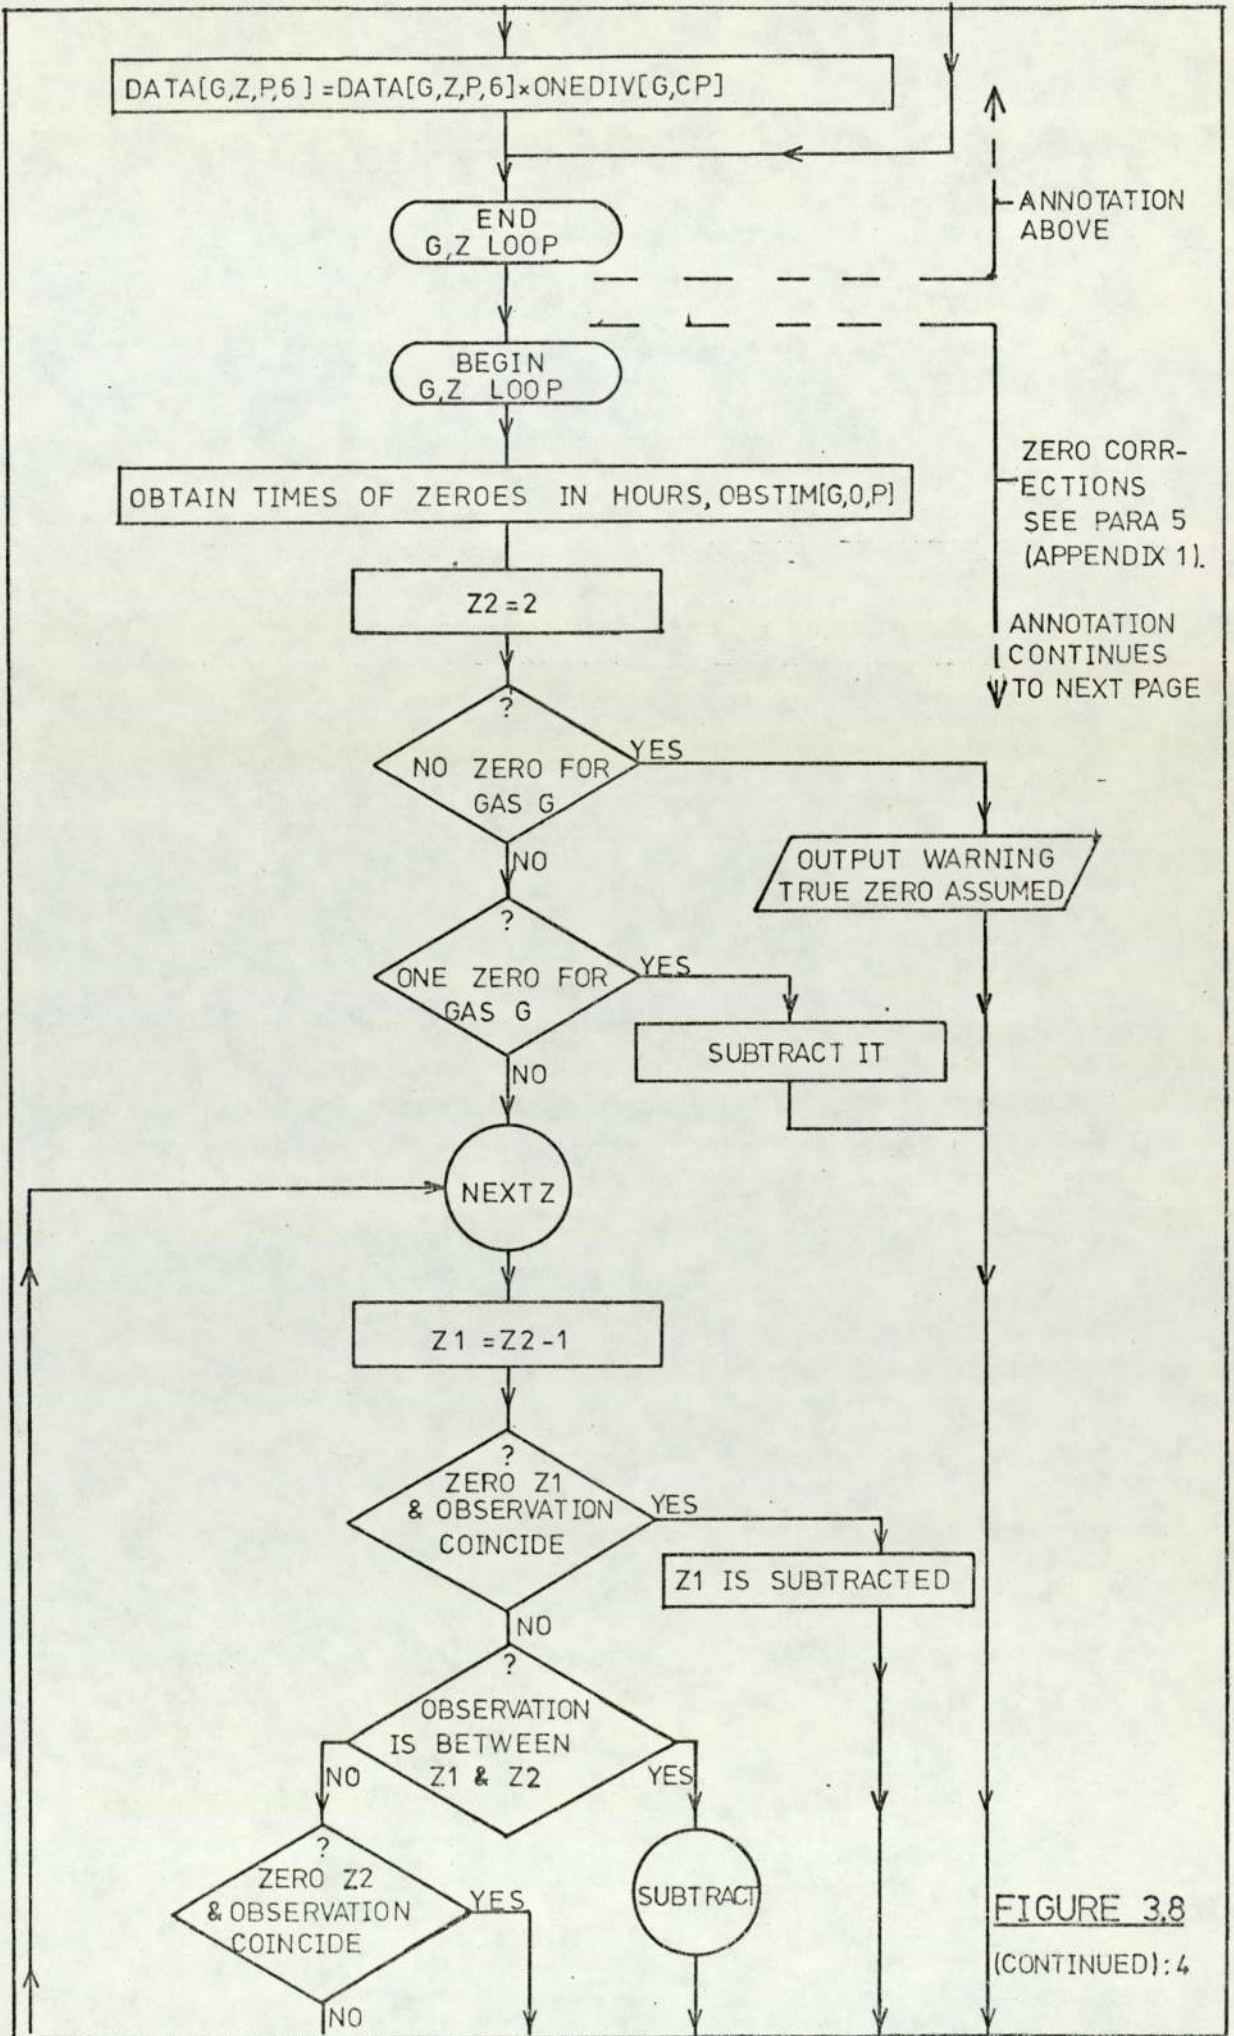 DATA[G,Z,P,6] =DATA[G,Z,P,6]×ONEDIV[G,CP]
ANNOTATION
ABOVE
END
G,Z LOOP
BEGIN
G,Z LOOP
ZERO CORR-
ECTIONS
SEE PARA 5
(APPENDIX 1).
OBTAIN TIMES OF ZEROES IN HOURS, OBSTIM[G,O,P]
Z2=2
ANNOTATION
CONTINUES
TO NEXT PAGE
?
NO ZERO FOR
GAS G
YES
NO
OUTPUT WARNING
TRUE ZERO ASSUMED
?
ONE ZERO FOR
GAS G
YES
NO
SUBTRACT IT
NEXT Z
Z1 =Z2-1
?
ZERO Z1
& OBSERVATION
COINCIDE
YES
NO
Z1 IS SUBTRACTED
?
OBSERVATION
IS BETWEEN
Z1 & Z2
NO
YES
?
ZERO Z2
& OBSERVATION
COINCIDE
YES
NO
SUBTRACT
FIGURE 3.8
(CONTINUED):4